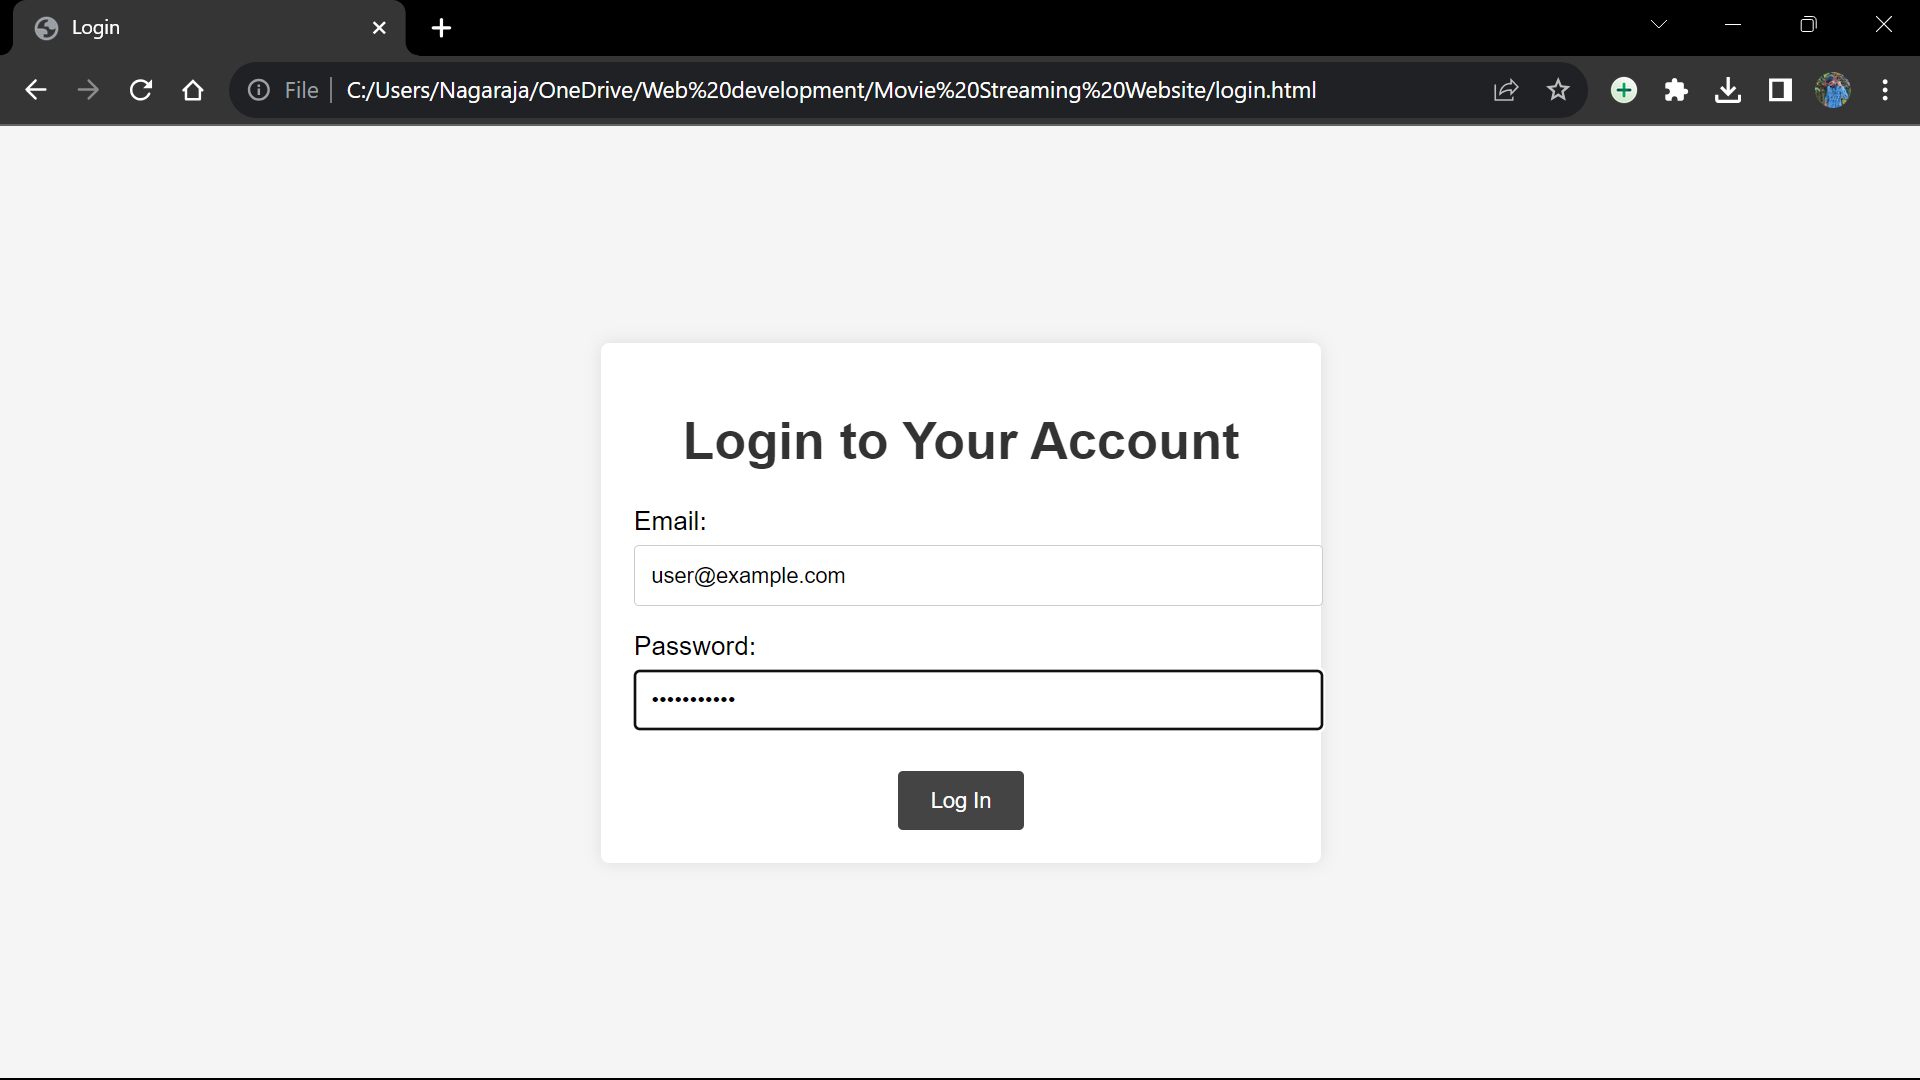 Login
File
C:/Users/Nagaraja/OneDrive/Web%20development/Movie%20Streaming%20Website/login.html
Login to Your Account
Email:
user@example.com
Password:
•••••••••••
Log In